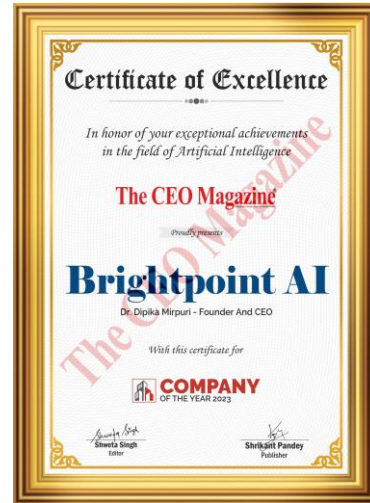 Certificate of Excellence
In honor of your exceptional achievements
in the field of Artificial Intelligence
The CEO Magazine
Proudly presents
Brightpoint AI
Dr. Dipika Mirpuri - Founder And CEO
With this certificate for
COMPANY
OF THE YEAR 2023
Shweta Singh
Shweta Singh
Editor
Shrikant Pandey
Publisher
The CEO Magazine